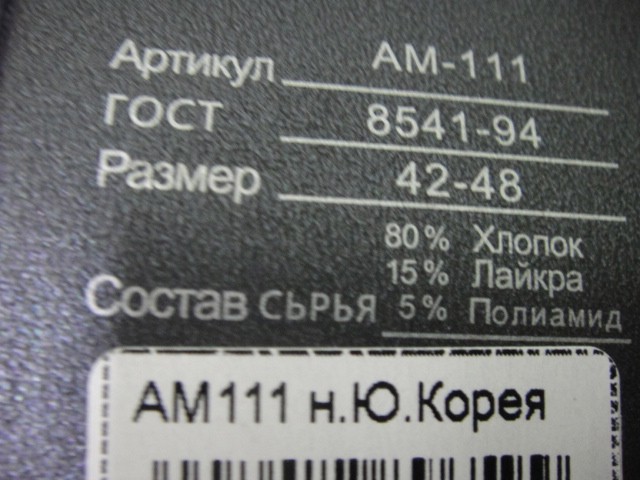 Артикул АМ-111
ГОСТ 8541-94
Размер 42-48
80% Хлопок
15% Лайкра
Состав СЫРЬЯ 5% Полиамид
АМ111 н.Ю.Корея